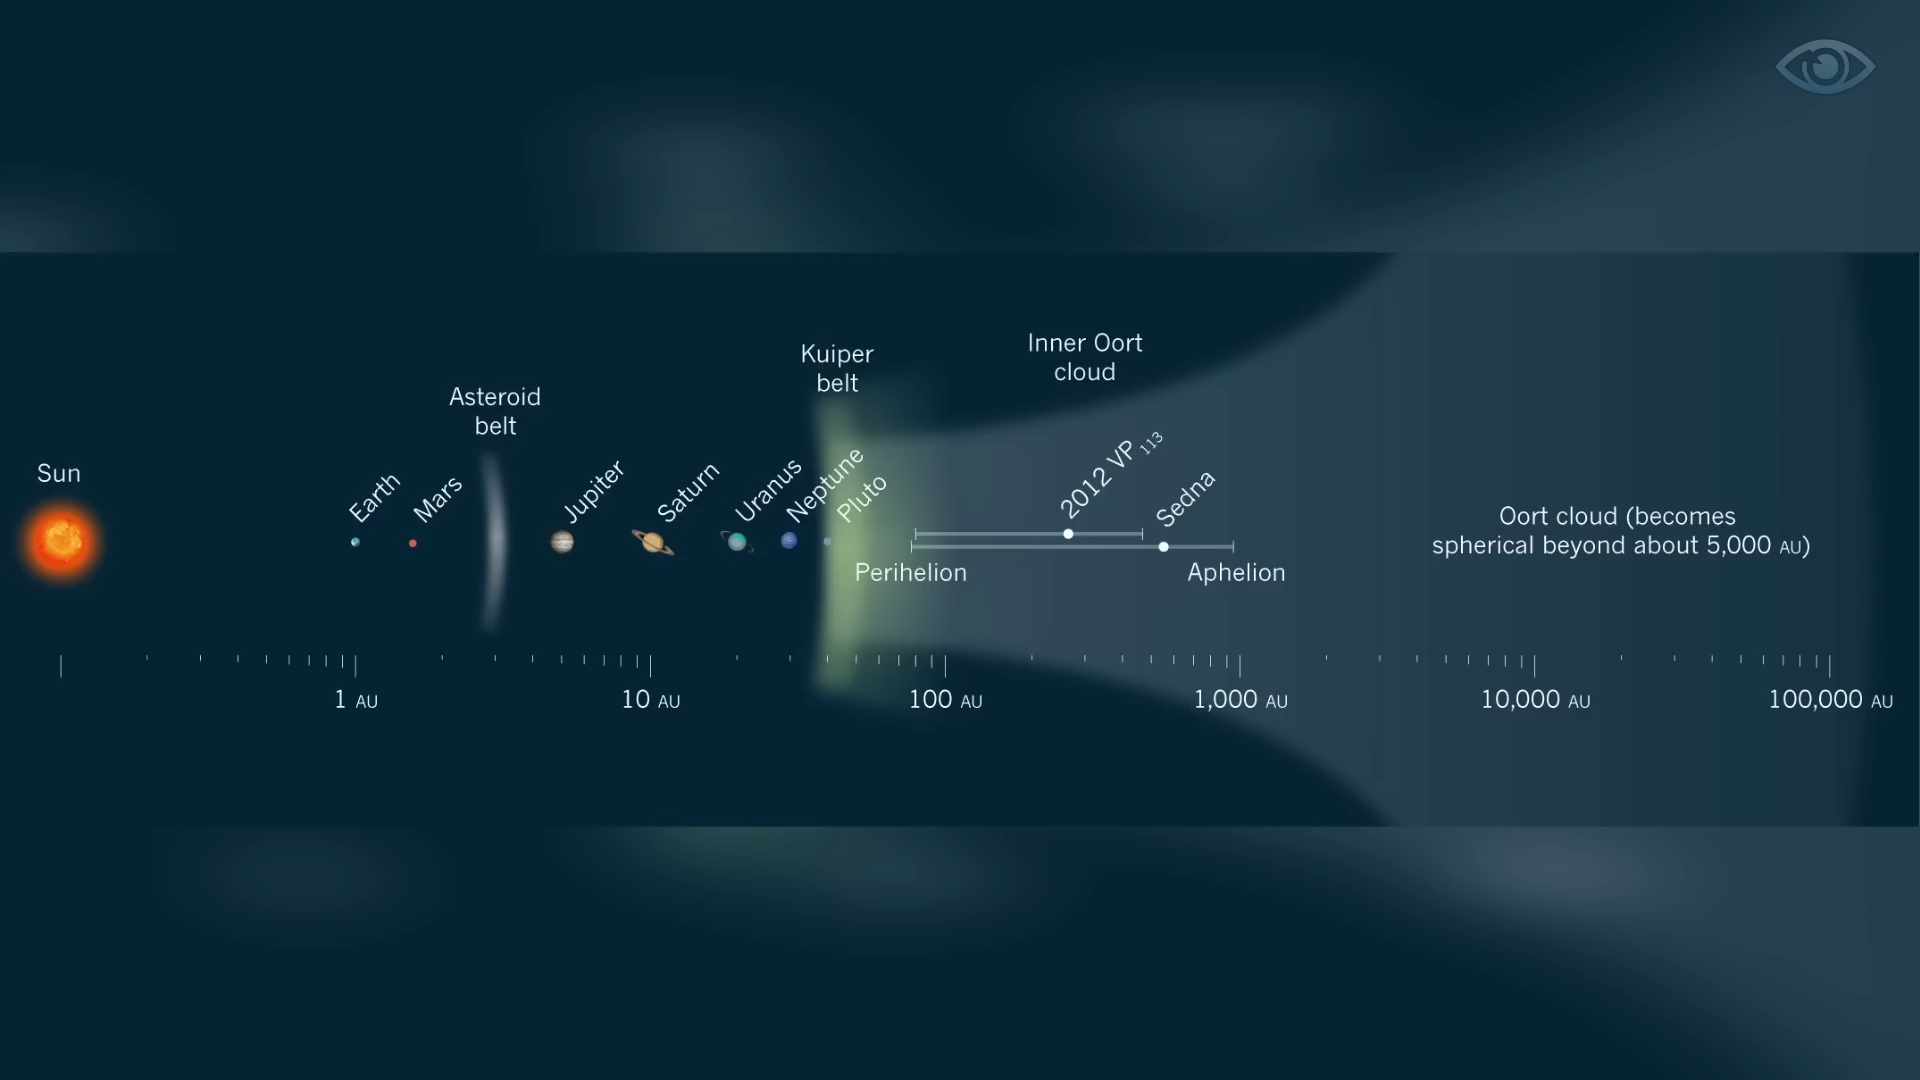 Kuiper
belt
Inner Oort
cloud
Asteroid
belt
Sun
Earth
Mars
Jupiter
Saturn
Uranus
Neptune
Pluto
2012 VP 113
Sedna
Oort cloud (becomes
spherical beyond about 5,000 AU)
Perihelion
Aphelion
1 AU
10 AU
100 AU
1,000 AU
10,000 AU
100,000 AU